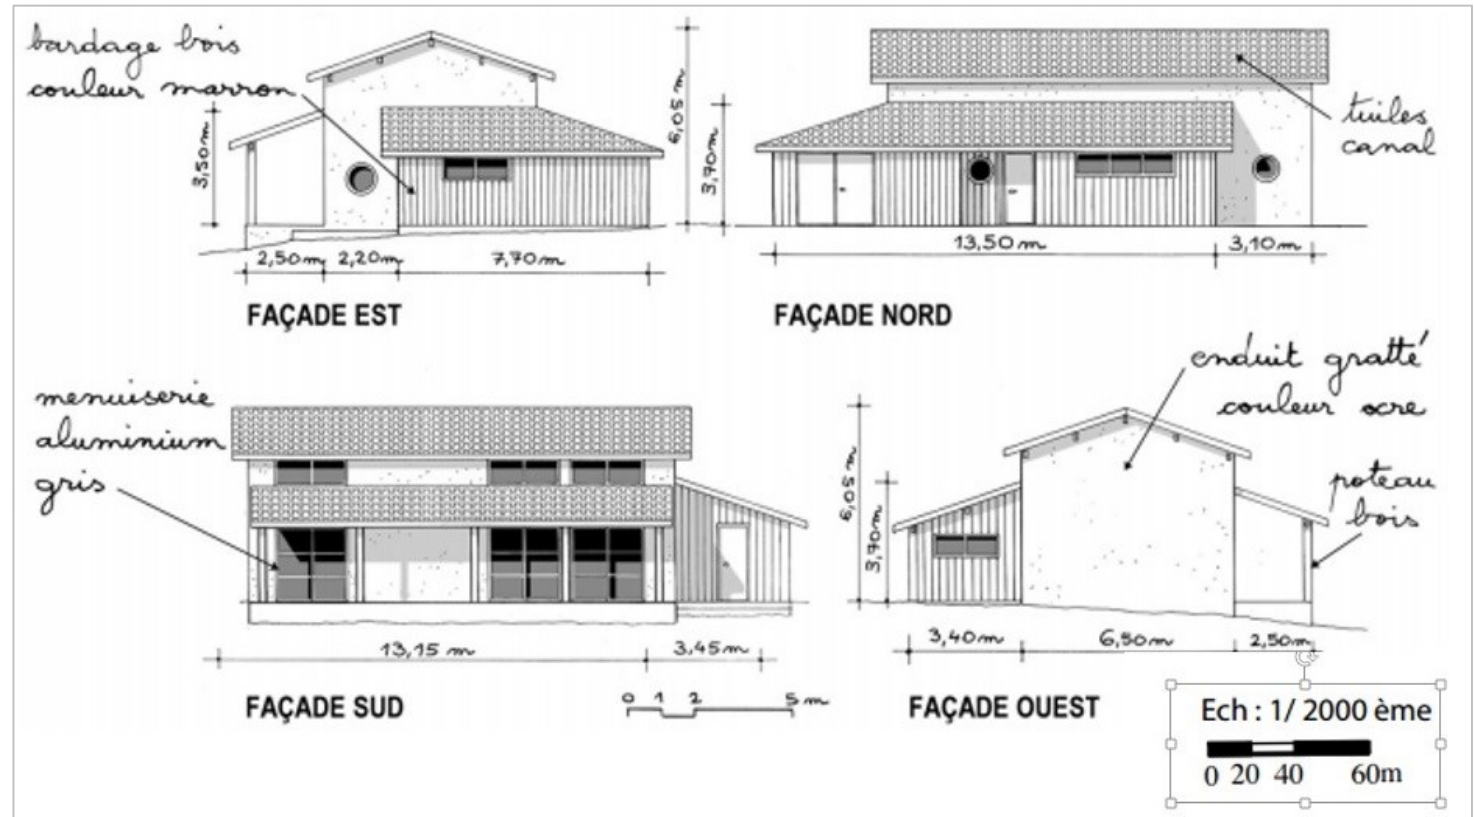 bardage bois
couleur marron
3,50m
2,50m
2,20m
7,70m
FAÇADE EST
6,05 m
3,70m
13,50m
3,10m
tuiles
canal
FAÇADE NORD
menuiserie
aluminium
gris
13,15 m
3,45m
FAÇADE SUD
0 1 2 5m
enduit gratté
couleur ocre
poteau
bois
6,05 m
3,70m
3,40m
6,50m
2,50m
FAÇADE OUEST
Ech : 1/ 2000 ème
0 20 40 60m